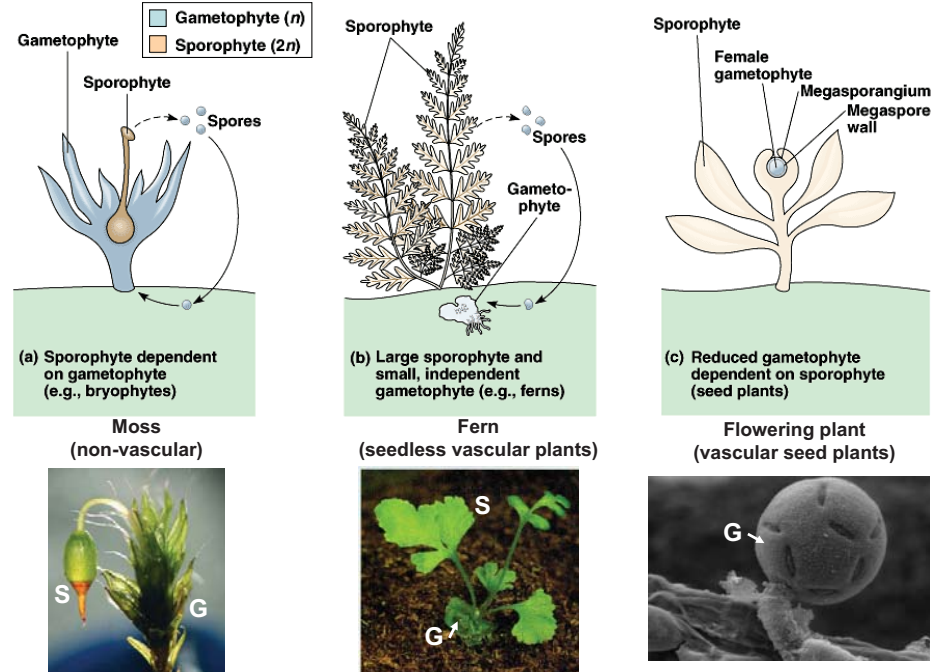 Gametophyte (n)
Sporophyte (2n)
Gametophyte
Sporophyte
Spores
(a) Sporophyte dependent
on gametophyte
(e.g., bryophytes)
Moss
(non-vascular)
S
G
Sporophyte
Spores
Gameto-
phyte
(b) Large sporophyte and
small, independent
gametophyte (e.g., ferns)
Fern
(seedless vascular plants)
S
G
Sporophyte
Female
gametophyte
Megasporangium
Megaspore
wall
(c) Reduced gametophyte
dependent on sporophyte
(seed plants)
Flowering plant
(vascular seed plants)
G